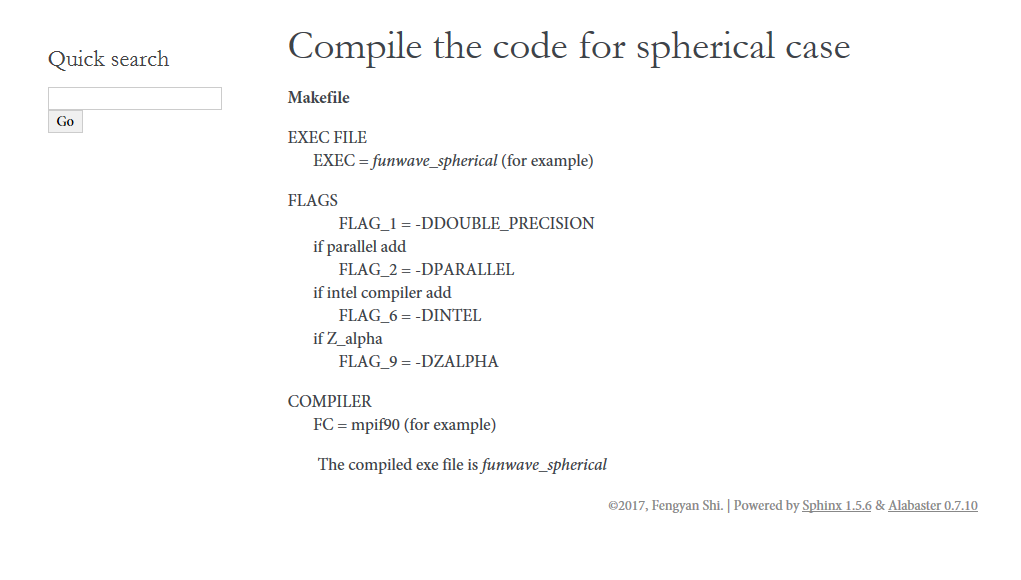 Quick search
Go
Compile the code for spherical case
Makefile
EXEC FILE
EXEC = funwave_spherical (for example)
FLAGS
FLAG_1 = -DDOUBLE_PRECISION
if parallel add
FLAG_2 = -DPARALLEL
if intel compiler add
FLAG_6 = -DINTEL
if Z_alpha
FLAG_9 = -DZALPHA
COMPILER
FC = mpif90 (for example)
The compiled exe file is funwave_spherical
©2017, Fengyan Shi. | Powered by Sphinx 1.5.6 & Alabaster 0.7.10